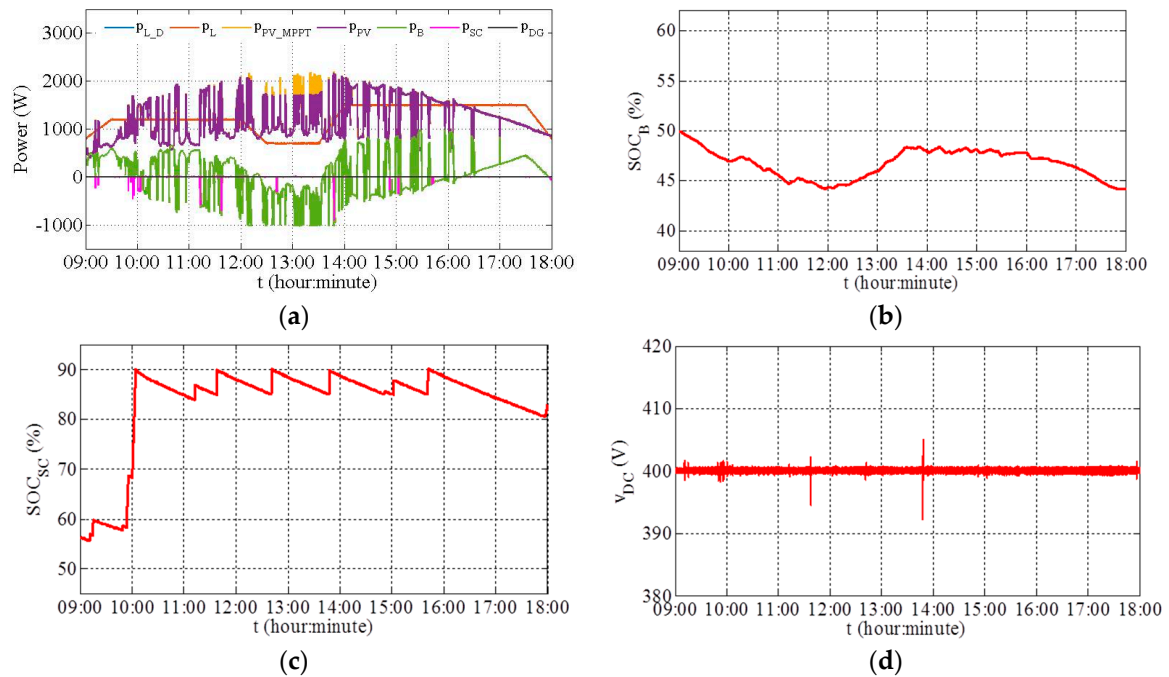 p_L_D p_L p_PV_MPPT p_PV p_B p_SC p_DG
3000
2000
1000
0
-1000
Power (W)
09:00 10:00 11:00 12:00 13:00 14:00 15:00 16:00 17:00 18:00
t (hour:minute)
(a)
60
55
50
45
40
SOC_B (%)
09:00 10:00 11:00 12:00 13:00 14:00 15:00 16:00 17:00 18:00
t (hour:minute)
(b)
90
80
70
60
50
SOC_SC (%)
09:00 10:00 11:00 12:00 13:00 14:00 15:00 16:00 17:00 18:00
t (hour:minute)
(c)
420
410
400
390
380
v_DC (V)
09:00 10:00 11:00 12:00 13:00 14:00 15:00 16:00 17:00 18:00
t (hour:minute)
(d)